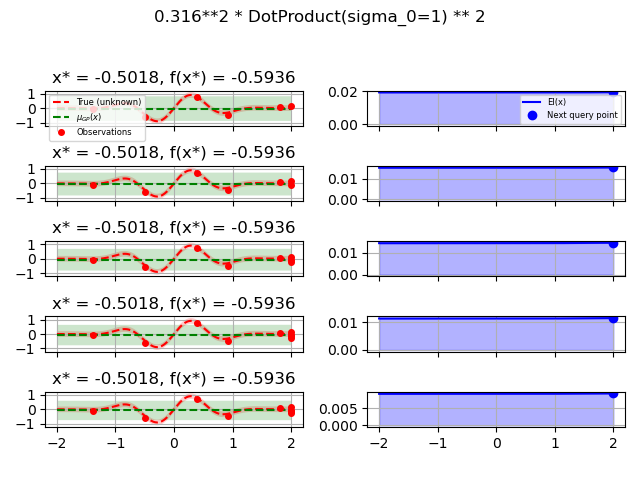 0.316**2 * DotProduct(sigma_0=1) ** 2
x* = -0.5018, f(x*) = -0.5936
1
0
−1
True (unknown)
μGP(x)
Observations
0.02
0.00
EI(x)
Next query point
x* = -0.5018, f(x*) = -0.5936
1
0
−1
0.01
0.00
x* = -0.5018, f(x*) = -0.5936
1
0
−1
0.01
0.00
x* = -0.5018, f(x*) = -0.5936
1
0
−1
0.01
0.00
x* = -0.5018, f(x*) = -0.5936
1
0
−1
0.005
0.000
−2 −1 0 1 2
−2 −1 0 1 2